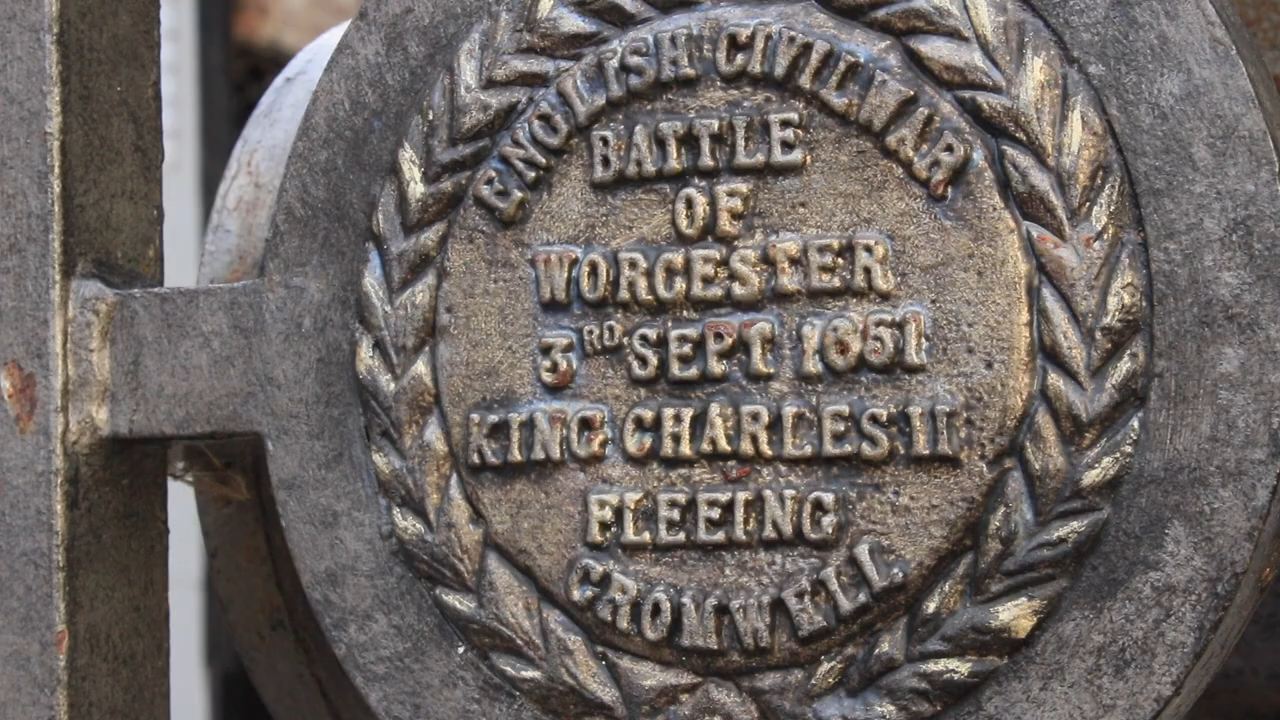 ENGLISH CIVIL WAR
BATTLE
OF
WORCESTER
3RD SEPT 1651
KING CHARLES II
FLEEING
CROMWELL